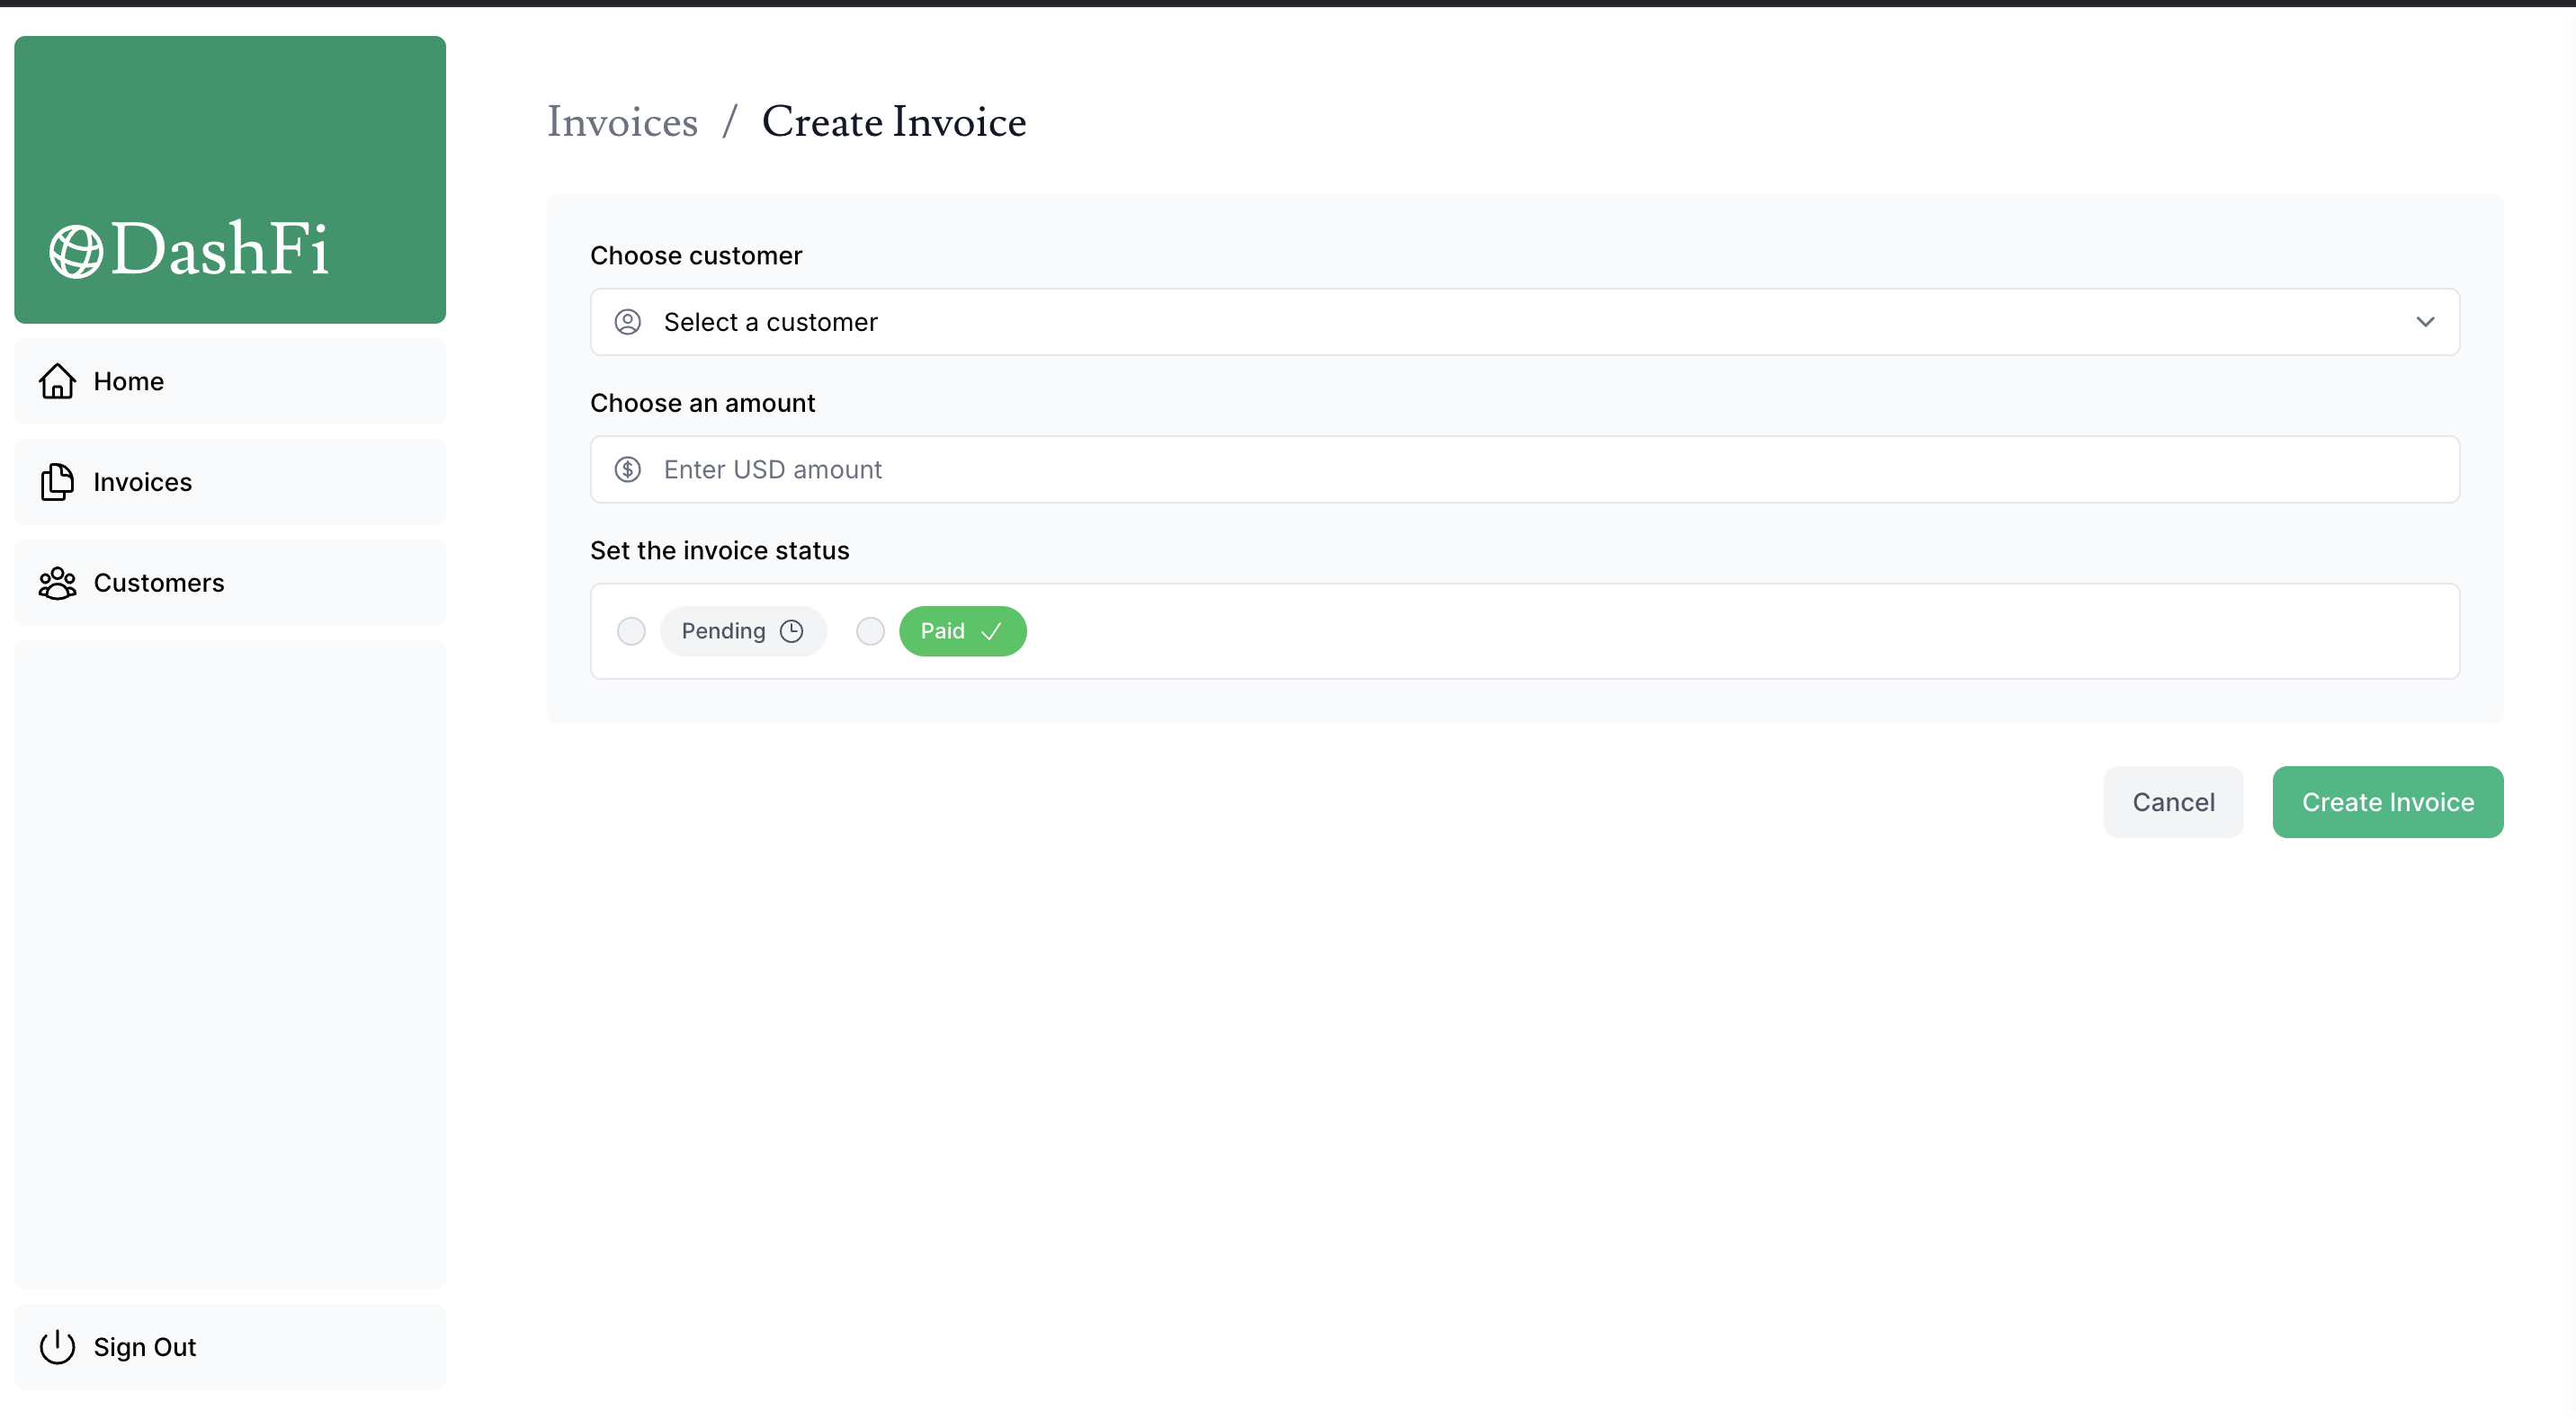 DashFi
Home
Invoices
Customers
Sign Out
Invoices / Create Invoice
Choose customer
Select a customer
Choose an amount
Enter USD amount
Set the invoice status
Pending Paid
Cancel Create Invoice